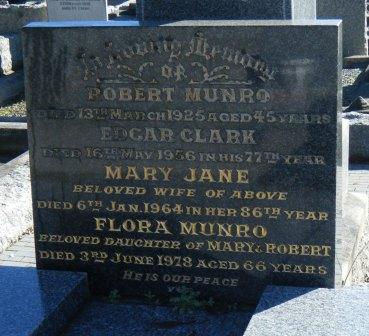 In Loving Memory
OF
ROBERT MUNRO
DIED 13TH MARCH 1925 AGED 45 YEARS
EDGAR CLARK
DIED 16TH MAY 1956 IN HIS 77TH YEAR
MARY JANE
BELOVED WIFE OF ABOVE
DIED 6TH JAN. 1964 IN HER 86TH YEAR
FLORA MUNRO
BELOVED DAUGHTER OF MARY & ROBERT
DIED 3RD JUNE 1978 AGED 66 YEARS
HE IS OUR PEACE